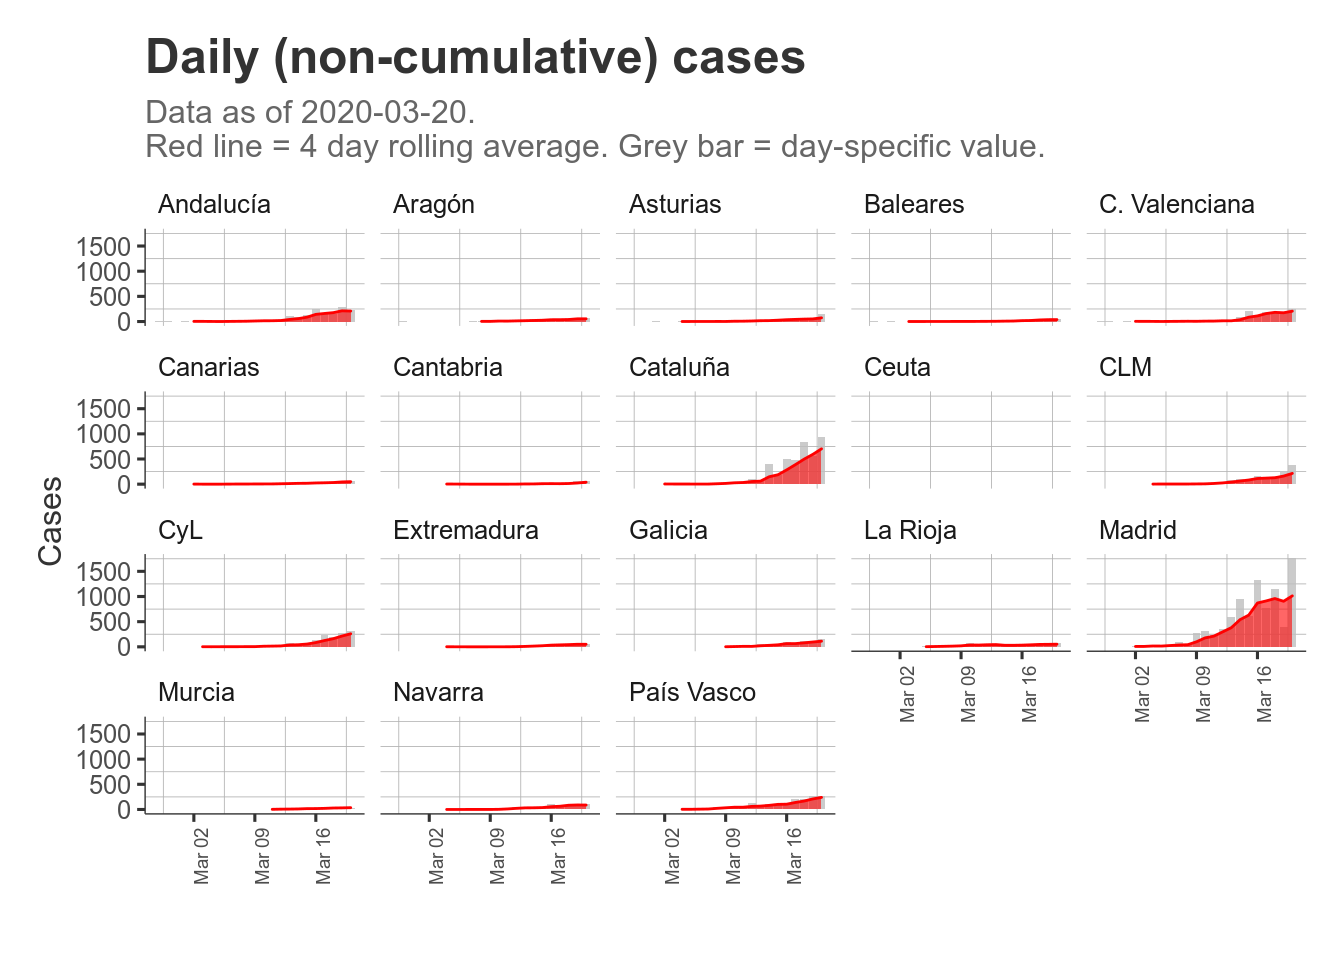 Daily (non-cumulative) cases
Data as of 2020-03-20.
Red line = 4 day rolling average. Grey bar = day-specific value.
Andalucía Aragón Asturias Baleares C. Valenciana
1500
1000
500
0
Canarias Cantabria Cataluña Ceuta CLM
1500
1000
500
0
Cases
CyL Extremadura Galicia La Rioja Madrid
1500
1000
500
0
Mar 02 Mar 09 Mar 16 Mar 02 Mar 09 Mar 16
Murcia Navarra País Vasco
1500
1000
500
0
Mar 02 Mar 09 Mar 16 Mar 02 Mar 09 Mar 16 Mar 02 Mar 09 Mar 16